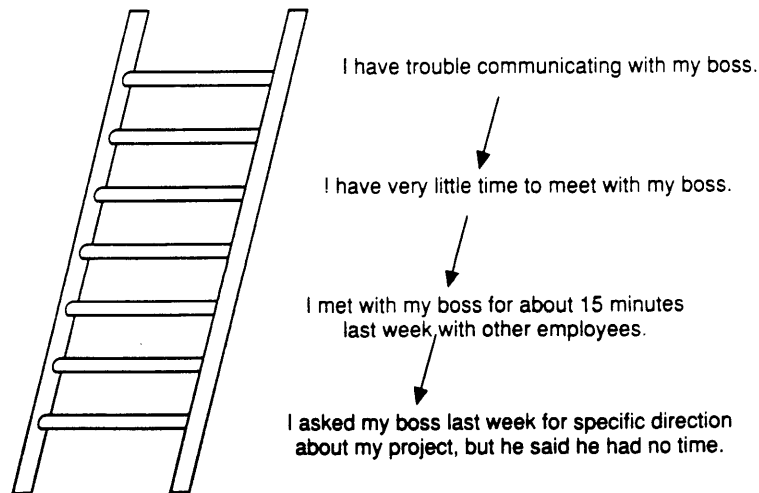 I have trouble communicating with my boss.
I have very little time to meet with my boss.
I met with my boss for about 15 minutes
last week with other employees.
I asked my boss last week for specific direction
about my project, but he said he had no time.